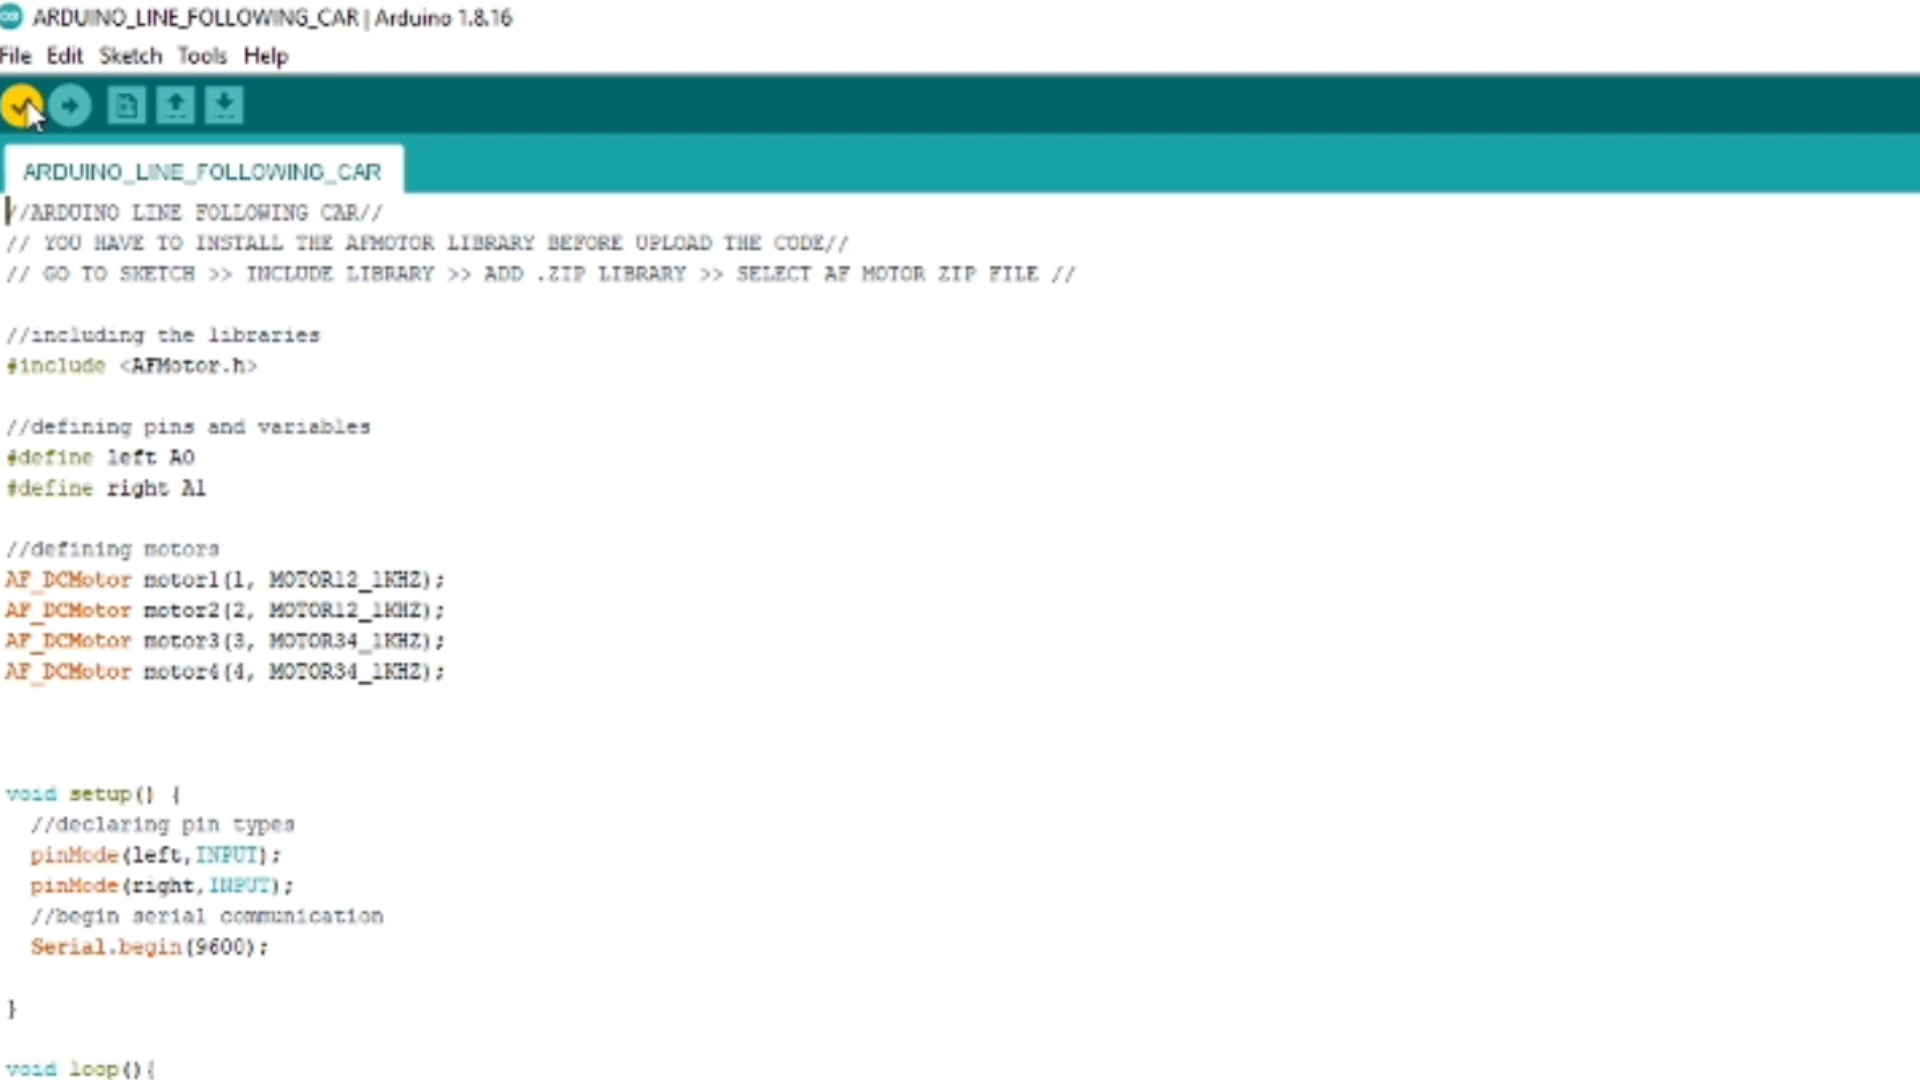 ARDUINO_LINE_FOLLOWING_CAR | Arduino 1.8.16
File Edit Sketch Tools Help
ARDUINO_LINE_FOLLOWING_CAR
//ARDUINO LINE FOLLOWING CAR//
// YOU HAVE TO INSTALL THE AFMOTOR LIBRARY BEFORE UPLOAD THE CODE//
// GO TO SKETCH >> INCLUDE LIBRARY >> ADD .ZIP LIBRARY >> SELECT AF MOTOR ZIP FILE //
//including the libraries
#include <AFMotor.h>
//defining pins and variables
#define left A0
#define right A1
//defining motors
AF_DCMotor motor1(1, MOTOR12_1KHZ);
AF_DCMotor motor2(2, MOTOR12_1KHZ);
AF_DCMotor motor3(3, MOTOR34_1KHZ);
AF_DCMotor motor4(4, MOTOR34_1KHZ);
void setup() {
//declaring pin types
pinMode(left,INPUT);
pinMode(right,INPUT);
//begin serial communication
Serial.begin(9600);
}
void loop(){